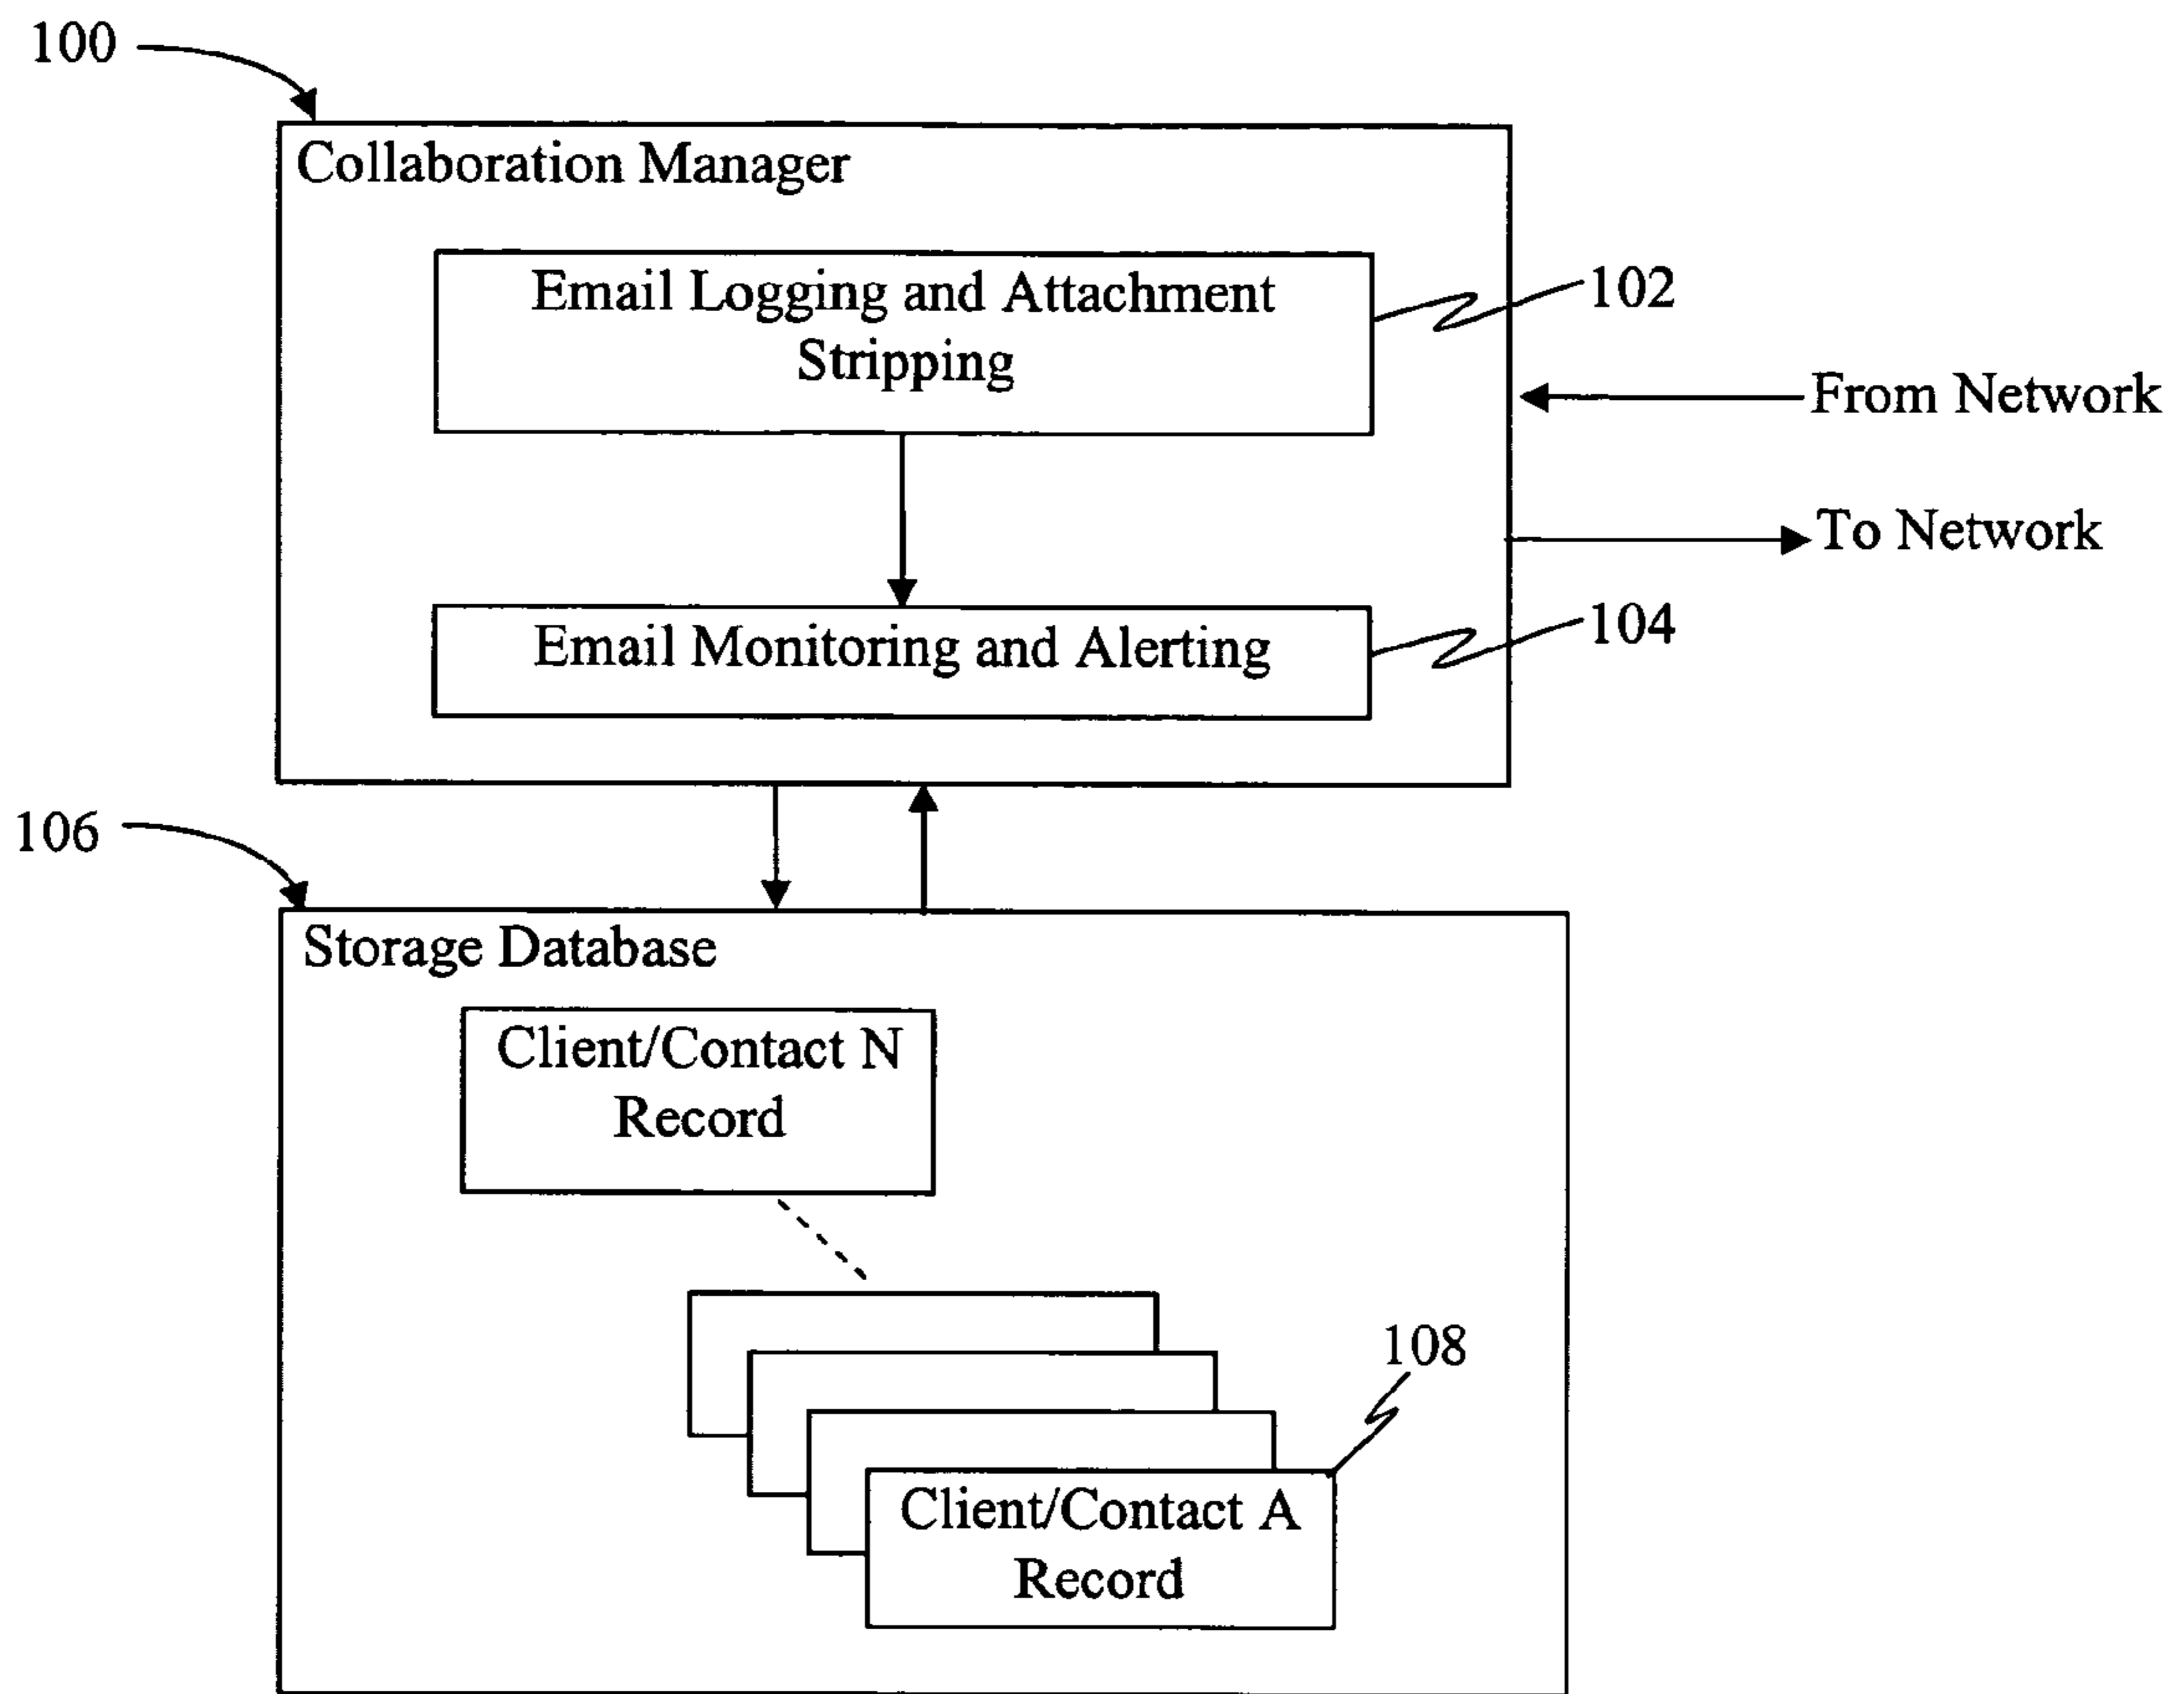 100
Collaboration Manager
Email Logging and Attachment
Stripping
102
From Network
To Network
Email Monitoring and Alerting
104
106
Storage Database
Client/Contact N
Record
108
Client/Contact A
Record